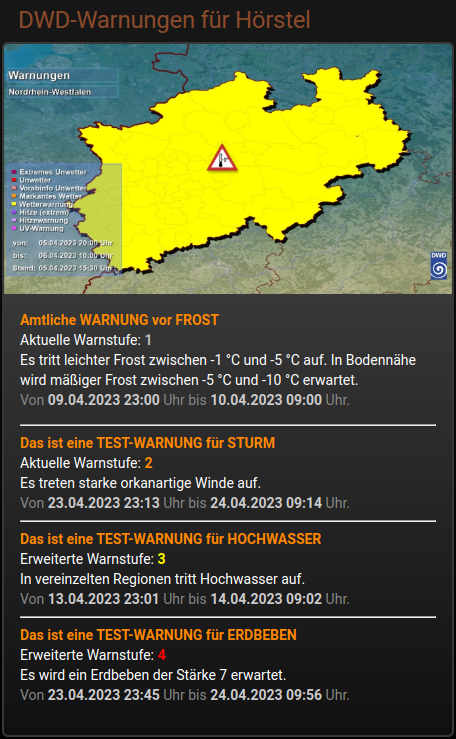 DWD-Warnungen für Hörstel
Warnungen
Nordrhein-Westfalen
Extremes Unwetter
Unwetter
Vorabinfo Unwetter
Markantes Wetter
Wetterwarnung
Hitze (extrem)
Hitzewarnung
UV-Warnung
von: 05.04.2023 20:00 Uhr
bis: 06.04.2023 10:00 Uhr
Stand: 05.04.2023 15:30 Uhr
DWD
Amtliche WARNUNG vor FROST
Aktuelle Warnstufe: 1
Es tritt leichter Frost zwischen -1 °C und -5 °C auf. In Bodennähe
wird mäßiger Frost zwischen -5 °C und -10 °C erwartet.
Von 09.04.2023 23:00 Uhr bis 10.04.2023 09:00 Uhr.
Das ist eine TEST-WARNUNG für STURM
Aktuelle Warnstufe: 2
Es treten starke orkanartige Winde auf.
Von 23.04.2023 23:13 Uhr bis 24.04.2023 09:14 Uhr.
Das ist eine TEST-WARNUNG für HOCHWASSER
Erweiterte Warnstufe: 3
In vereinzelten Regionen tritt Hochwasser auf.
Von 13.04.2023 23:01 Uhr bis 14.04.2023 09:02 Uhr.
Das ist eine TEST-WARNUNG für ERDBEBEN
Erweiterte Warnstufe: 4
Es wird ein Erdbeben der Stärke 7 erwartet.
Von 23.04.2023 23:45 Uhr bis 24.04.2023 09:56 Uhr.